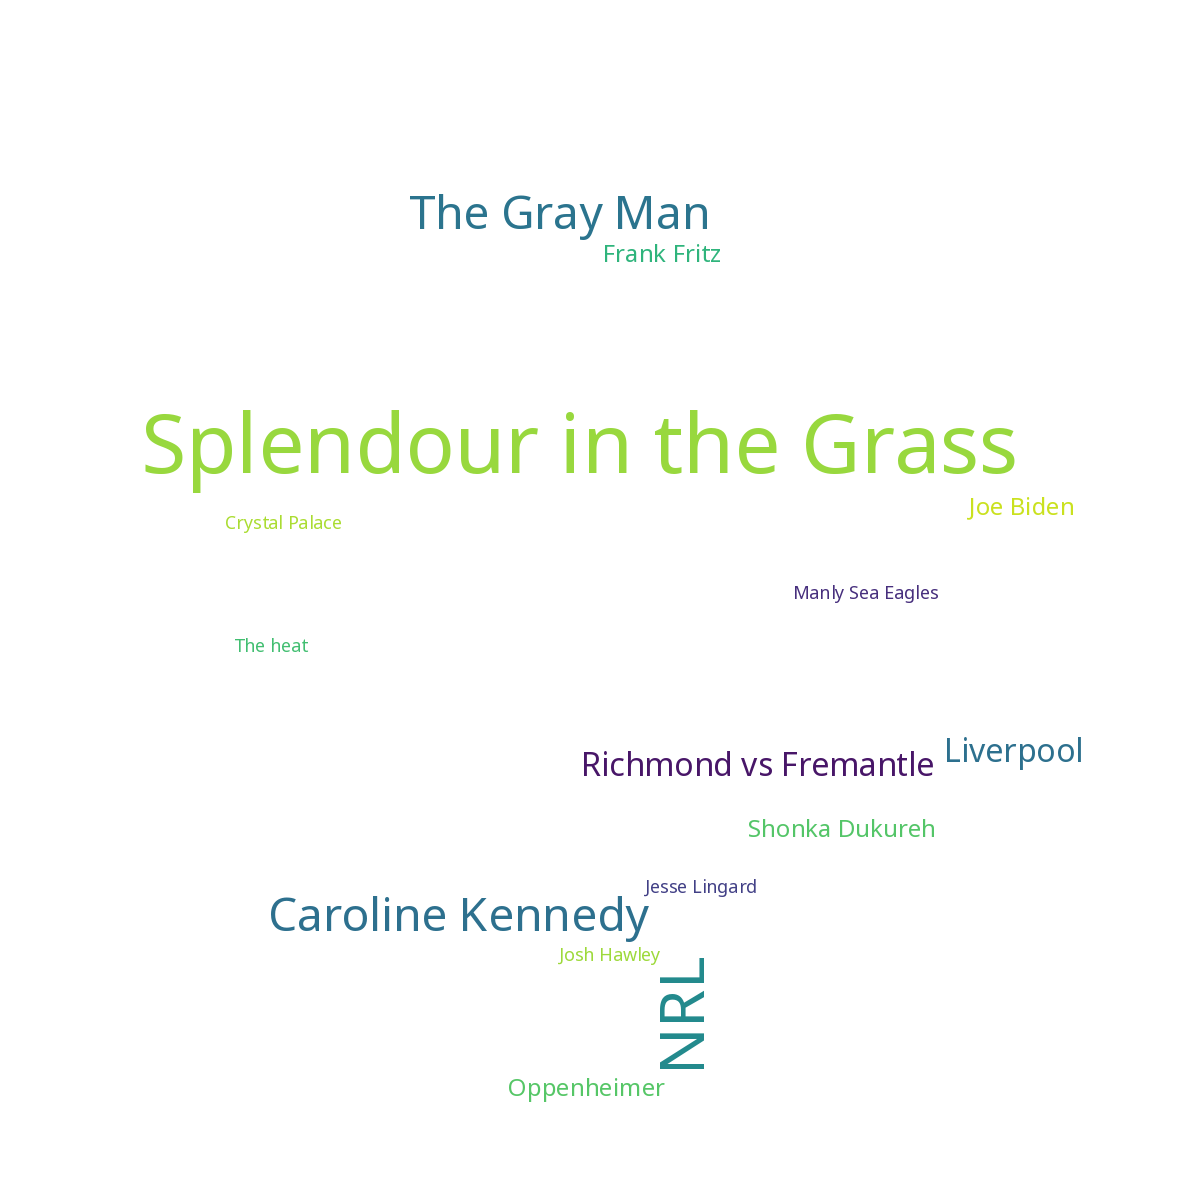 The Gray Man
Frank Fritz
Splendour in the Grass
Joe Biden
Crystal Palace
Manly Sea Eagles
The heat
Liverpool
Richmond vs Fremantle
Shonka Dukureh
Jesse Lingard
Caroline Kennedy
Josh Hawley
NRL
Oppenheimer